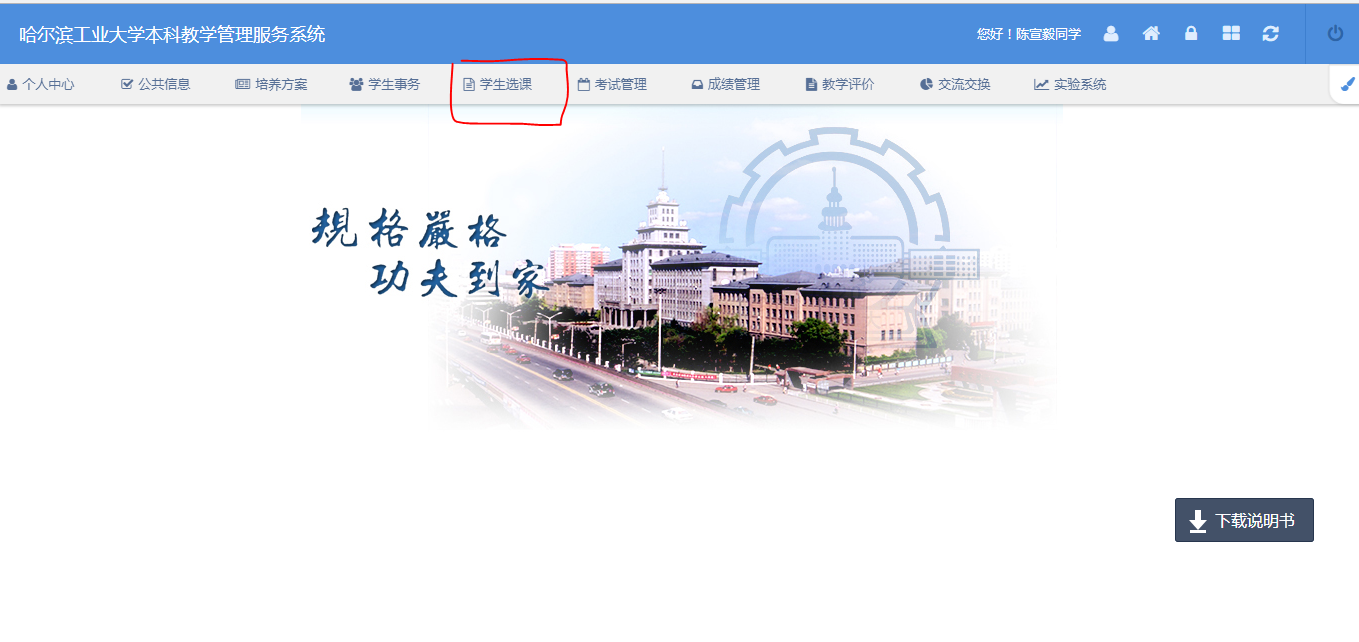 哈尔滨工业大学本科教学管理服务系统
您好！陈宣毅同学
个人中心 公共信息 培养方案 学生事务 学生选课 考试管理 成绩管理 教学评价 交流交换 实验系统
規格嚴格
功夫到家
下载说明书